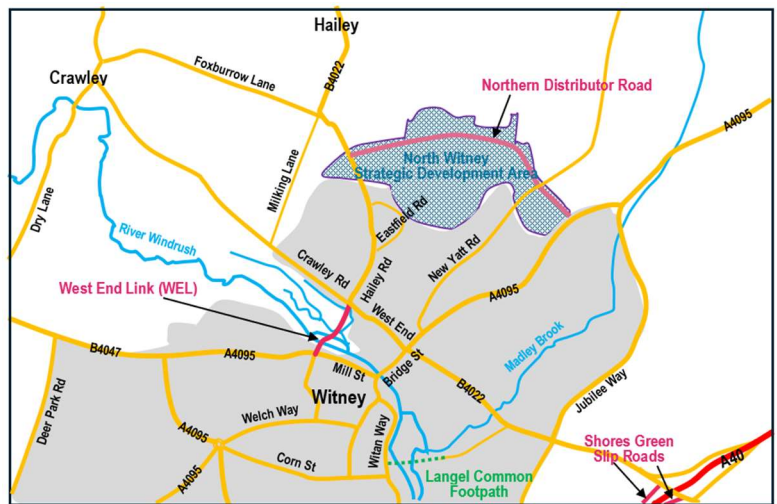 Hailey
Crawley
Foxburrow Lane
B4022
Northern Distributor Road
A4095
North Witney
Strategic Development Area
Milking Lane
Dry Lane
Eastfield Rd
River Windrush
Crawley Rd
Hailey Rd
New Yatt Rd
West End Link (WEL)
A4095
West End
Madley Brook
B4047
A4095
Mill St
Bridge St
B4022
Jubilee Way
Deer Park Rd
Witney
Welch Way
Witan Way
A4095
Corn St
A4095
Shores Green
Slip Roads
A40
Langel Common
Footpath